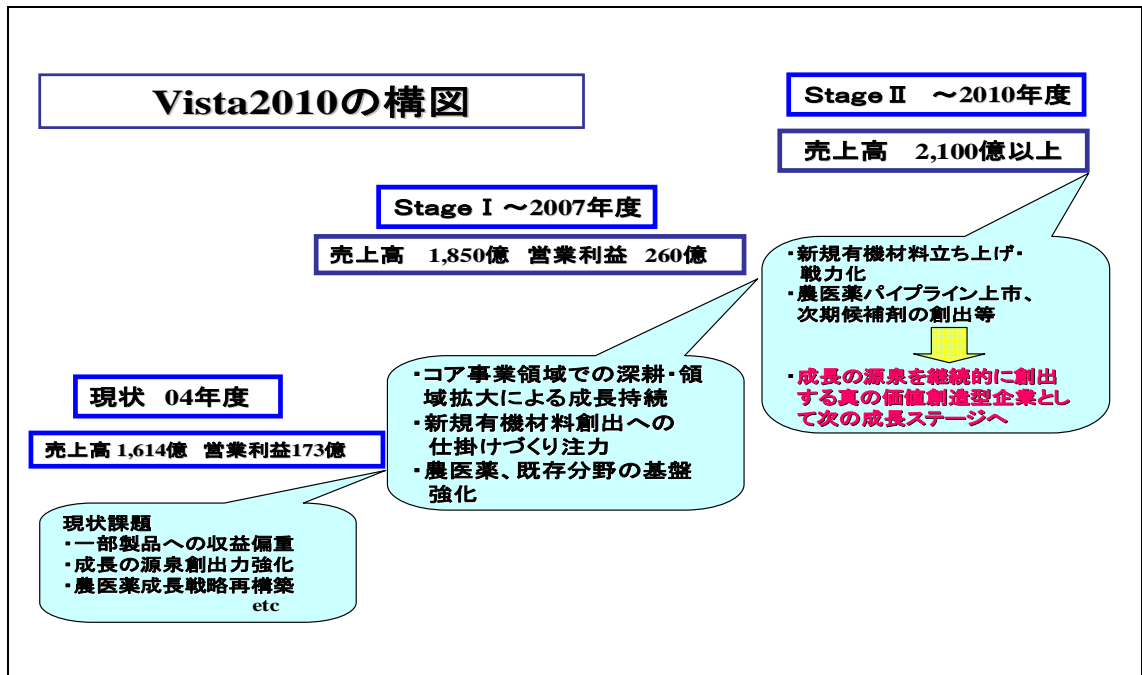 Vista2010の構図
StageⅡ ～2010年度
売上高 2,100億以上
StageⅠ～2007年度
売上高 1,850億 営業利益 260億
・新規有機材料立ち上げ・
戦力化
・農医薬パイプライン上市、
次期候補剤の創出等
・成長の源泉を継続的に創出
する真の価値創造型企業とし
て次の成長ステージへ
・コア事業領域での深耕・領
域拡大による成長持続
・新規有機材料創出への
仕掛けづくり注力
・農医薬、既存分野の基盤
強化
現状 04年度
売上高 1,614億 営業利益173億
現状課題
・一部製品への収益偏重
・成長の源泉創出力強化
・農医薬成長戦略再構築
etc